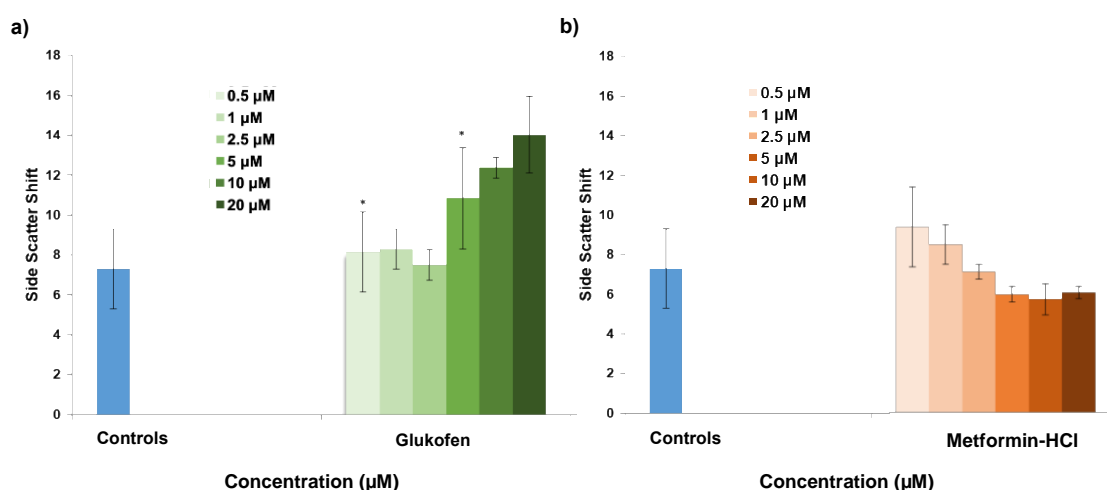 a)
18
16
14
12
10
8
6
4
2
0
Side Scatter Shift
0.5 µM
1 µM
2.5 µM
5 µM
10 µM
20 µM
*
*
Controls
Glukofen
Concentration (µM)
b)
18
16
14
12
10
8
6
4
2
0
Side Scatter Shift
0.5 µM
1 µM
2.5 µM
5 µM
10 µM
20 µM
Controls
Metformin-HCl
Concentration (µM)